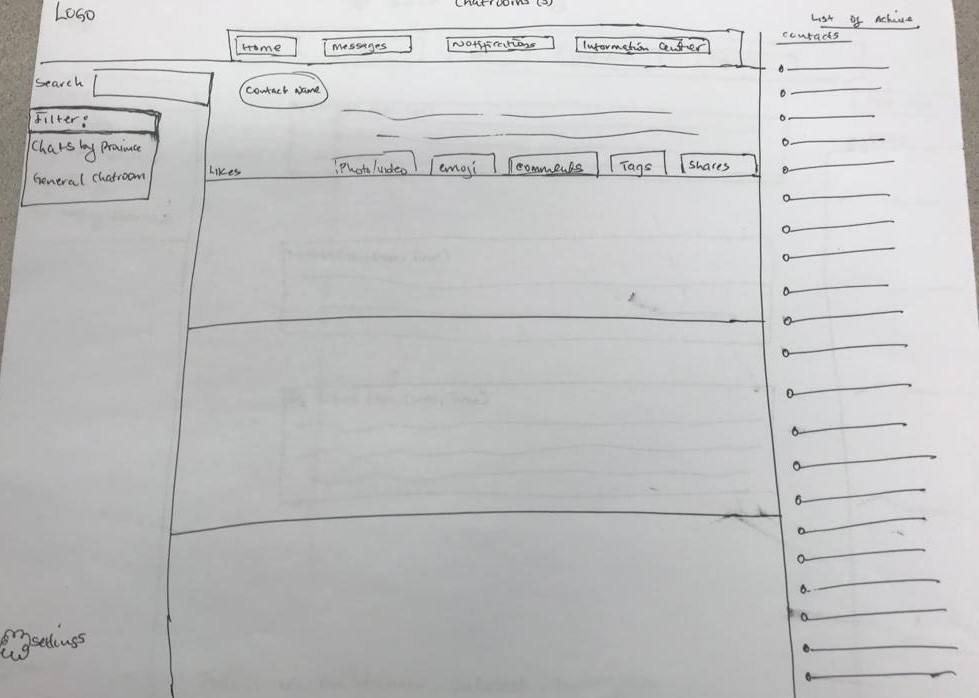 Chatrooms (3)
Logo
List of Active
contacts
Home
Messages
Notifications
Information Center
Search
Contact Name
Filter:
Chats by Province
General Chatroom
Likes
Photo/video
emoji
comments
Tags
Shares
settings